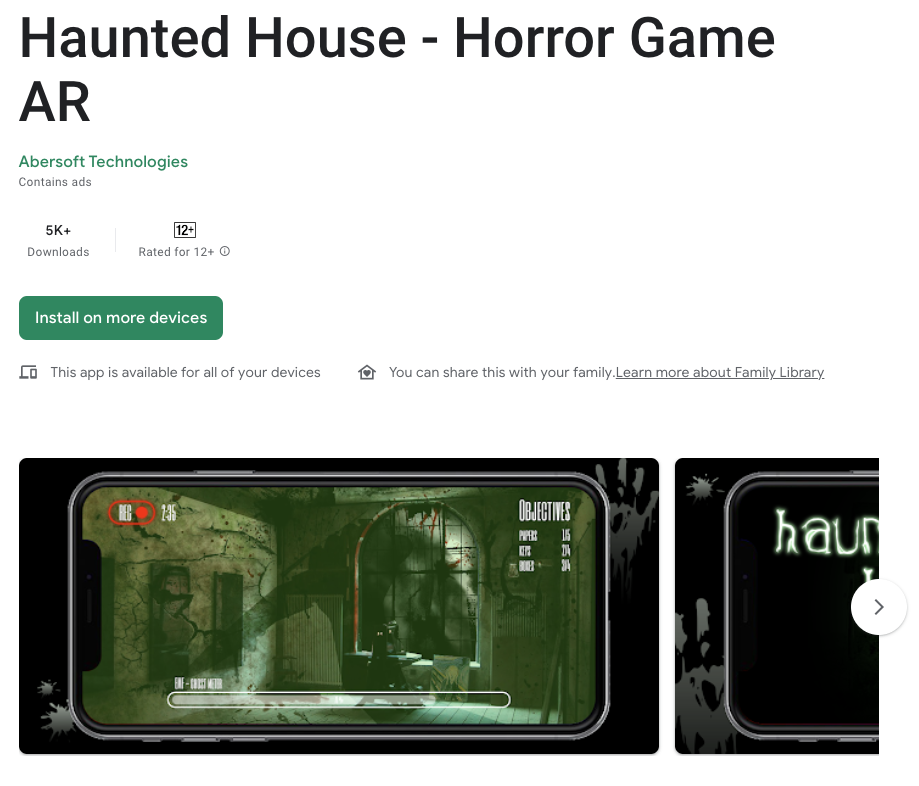 Haunted House - Horror Game
AR
Abersoft Technologies
Contains ads
5K+
Downloads
12+
Rated for 12+
Install on more devices
This app is available for all of your devices
You can share this with your family.Learn more about Family Library
REC 2:35
OBJECTIVES
PAPERS 1/5
KEYS 2/4
BOXES 3/4
EMF - GHOST METER
haun